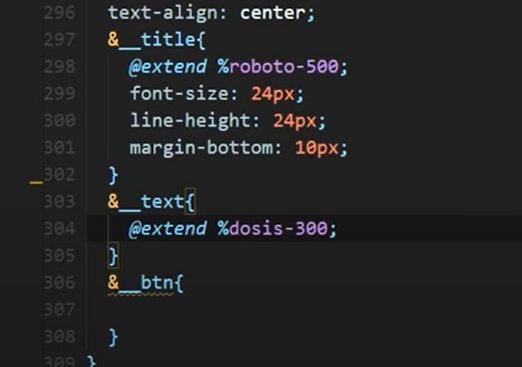 296 text-align: center;
297 &__title{
298 @extend %roboto-500;
299 font-size: 24px;
300 line-height: 24px;
301 margin-bottom: 10px;
302 }
303 &__text{
304 @extend %dosis-300;
305 }
306 &__btn{
307
308 }
309 }